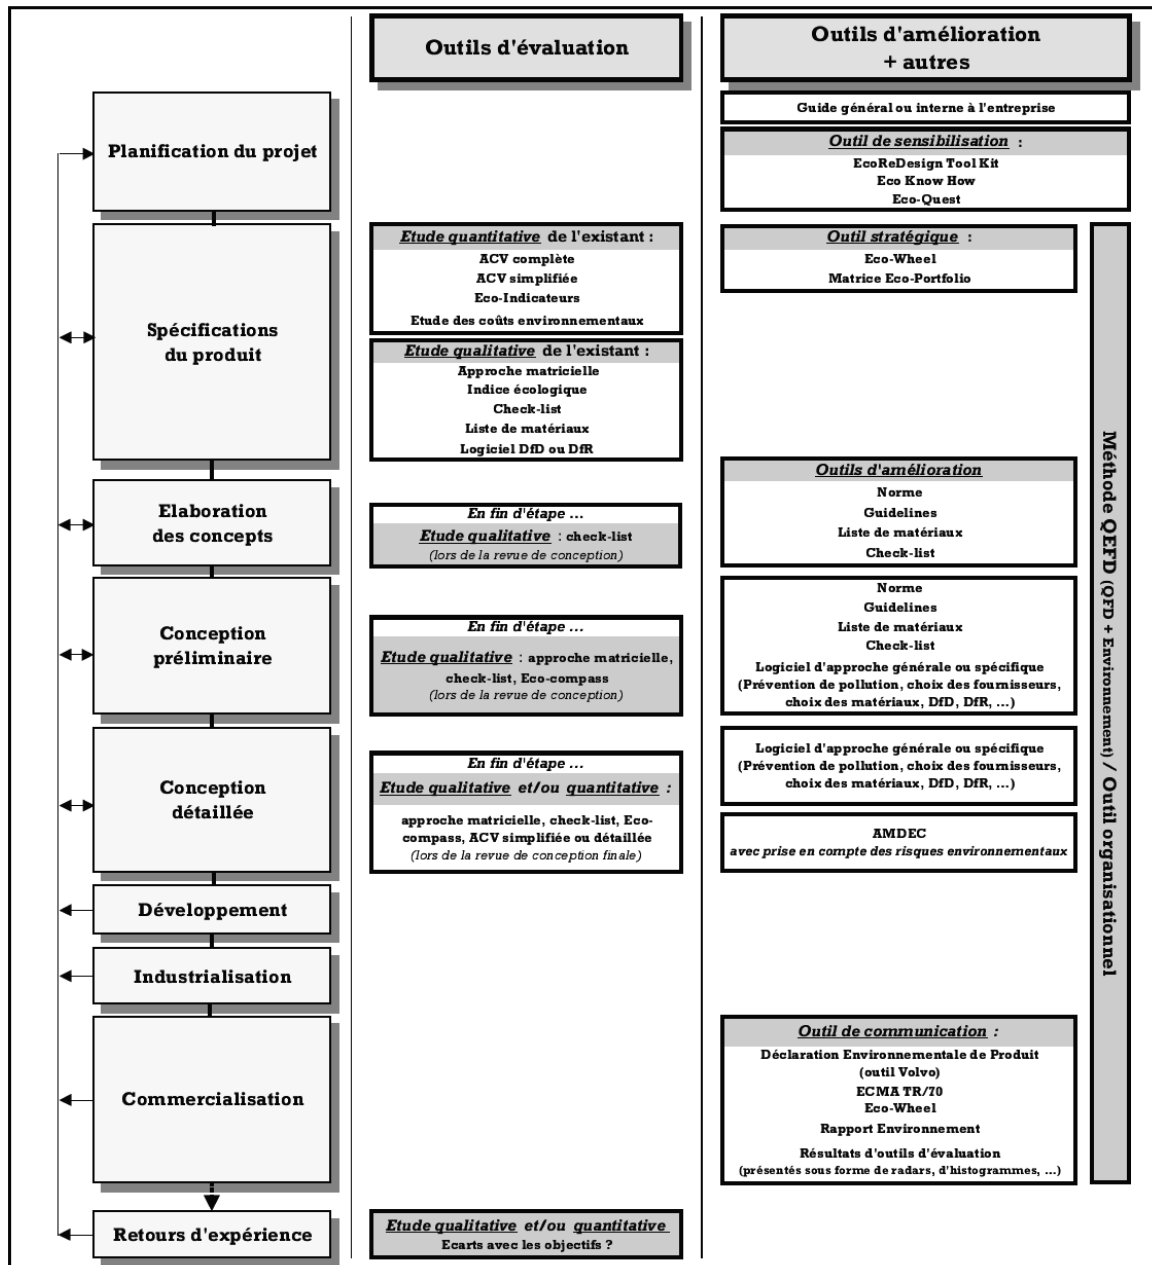 Outils d'évaluation
Outils d'amélioration
+ autres
Planification du projet
Guide général ou interne à l'entreprise
Outil de sensibilisation :
EcoReDesign Tool Kit
Eco Know How
Eco-Quest
Spécifications
du produit
Etude quantitative de l'existant :
ACV complète
ACV simplifiée
Eco-Indicateurs
Etude des coûts environnementaux
Etude qualitative de l'existant :
Approche matricielle
Indice écologique
Check-list
Liste de matériaux
Logiciel DfD ou DfR
Outil stratégique :
Eco-Wheel
Matrice Eco-Portfolio
Elaboration
des concepts
En fin d'étape ...
Etude qualitative : check-list
(lors de la revue de conception)
Outils d'amélioration
Norme
Guidelines
Liste de matériaux
Check-list
Conception
préliminaire
En fin d'étape ...
Etude qualitative : approche matricielle,
check-list, Eco-compass
(lors de la revue de conception)
Norme
Guidelines
Liste de matériaux
Check-list
Logiciel d'approche générale ou spécifique
(Prévention de pollution, choix des fournisseurs,
choix des matériaux, DfD, DfR, ...)
Conception
détaillée
En fin d'étape ...
Etude qualitative et/ou quantitative :
approche matricielle, check-list, Eco-
compass, ACV simplifiée ou détaillée
(lors de la revue de conception finale)
Logiciel d'approche générale ou spécifique
(Prévention de pollution, choix des fournisseurs,
choix des matériaux, DfD, DfR, ...)
AMDEC
avec prise en compte des risques environnementaux
Développement
Industrialisation
Commercialisation
Outil de communication :
Déclaration Environnementale de Produit
(outil Volvo)
ECMA TR/70
Eco-Wheel
Rapport Environnement
Résultats d'outils d'évaluation
(présentés sous forme de radars, d'histogrammes, ...)
Retours d'expérience
Etude qualitative et/ou quantitative
Ecarts avec les objectifs ?
Méthode QEFD (QFD + Environnement) / Outil organisationnel